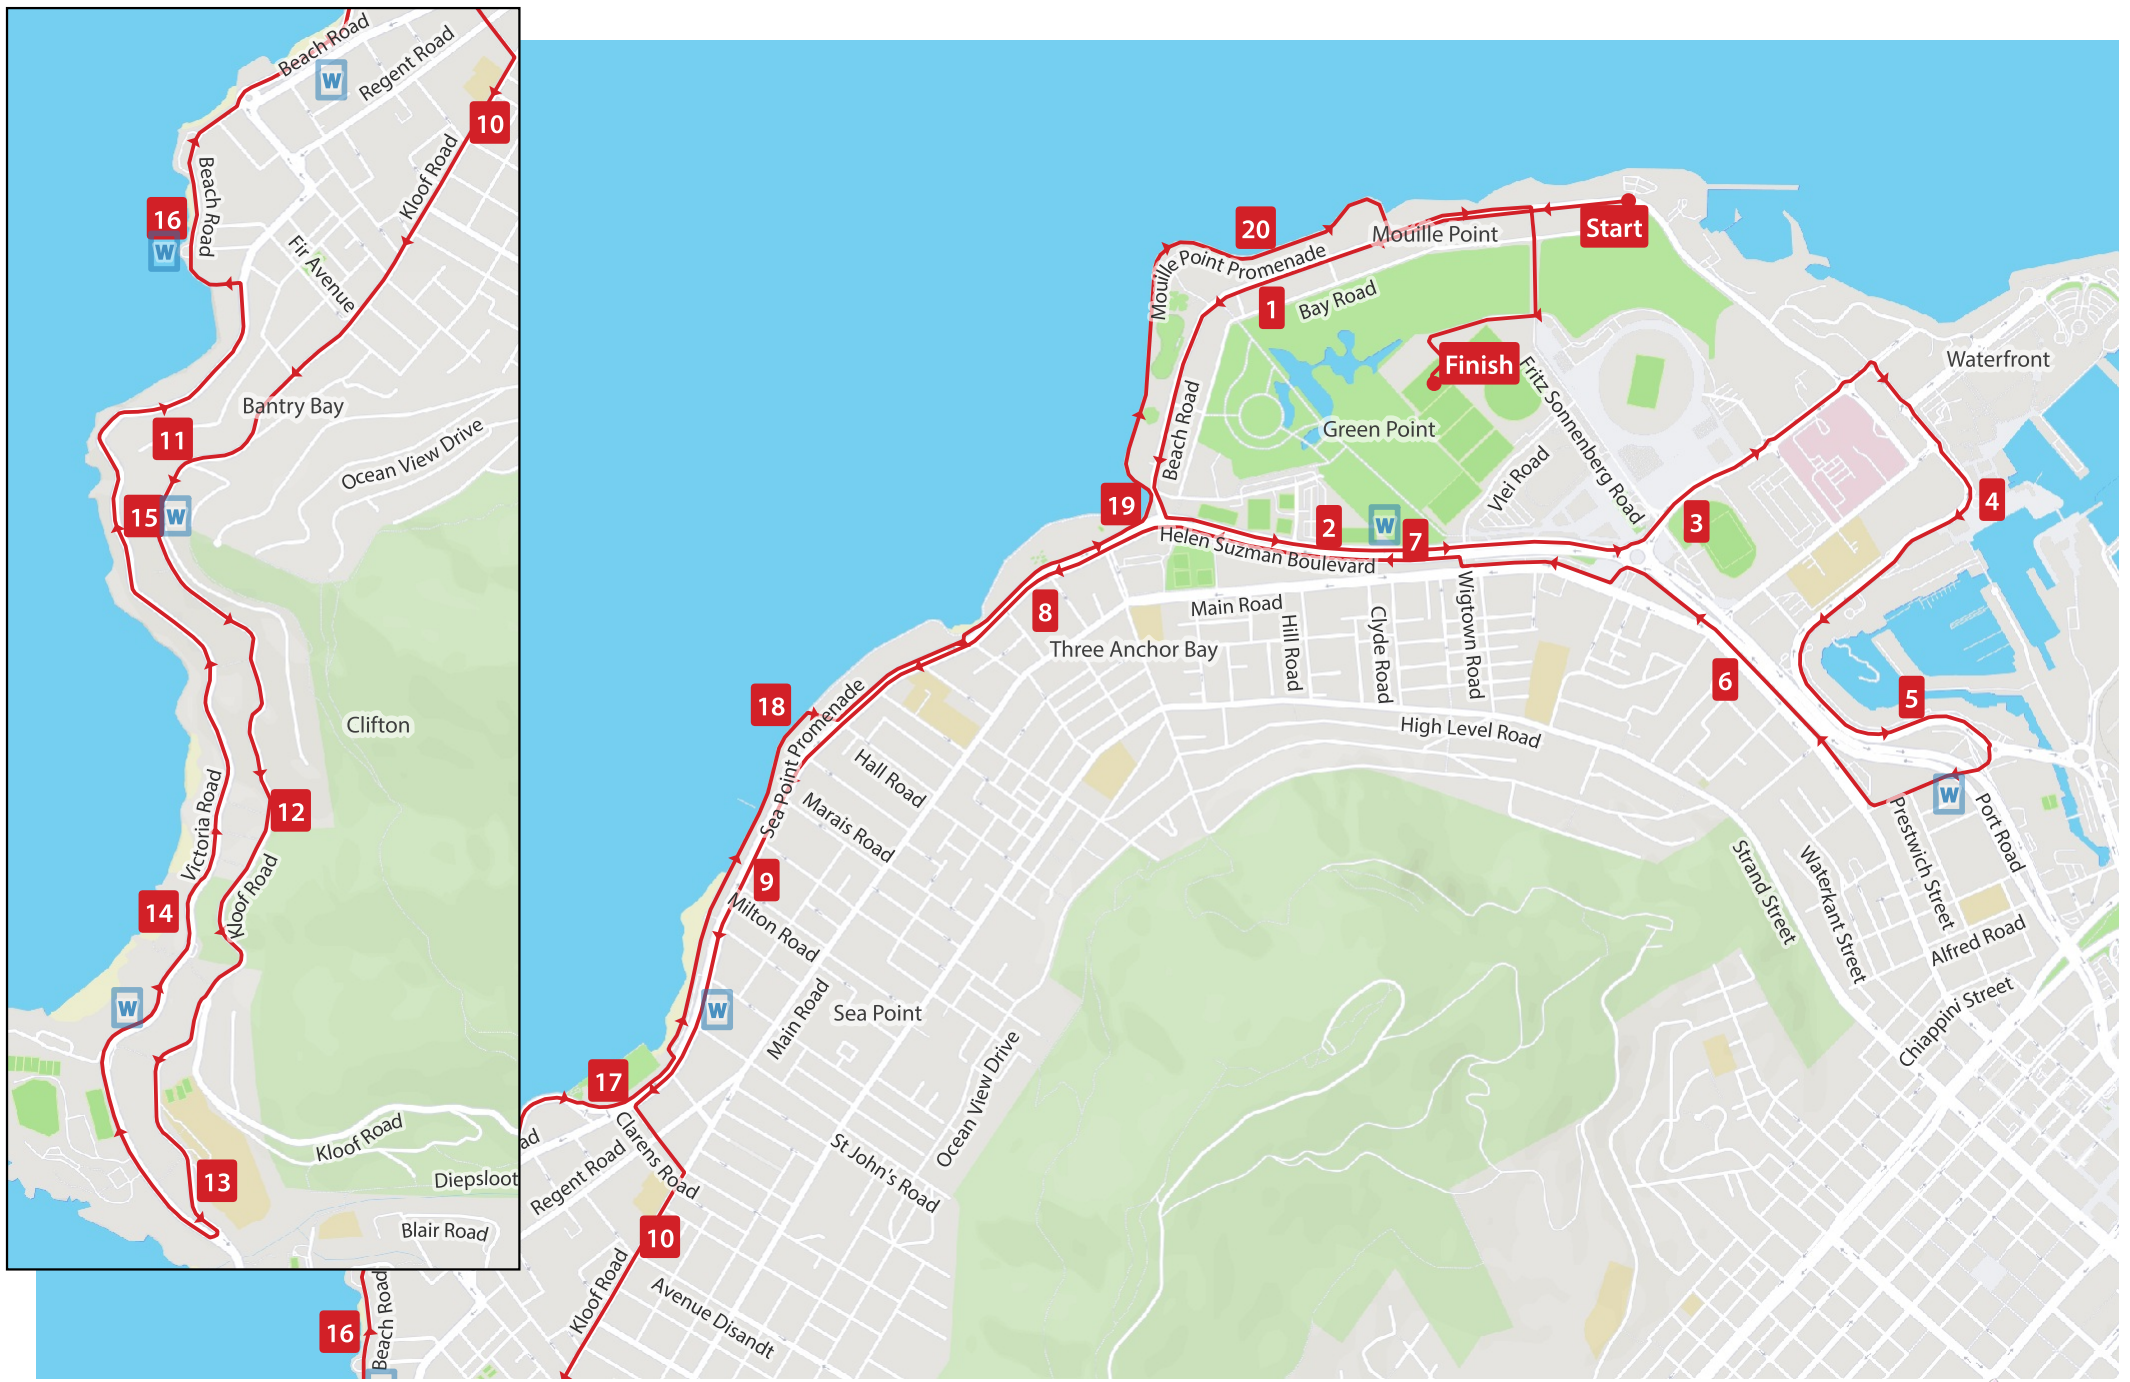 Beach Road
W
Regent Road
10
Kloof Road
Beach Road
16
W
Fir Avenue
Bantry Bay
11
Ocean View Drive
15
W
Clifton
Victoria Road
12
14
Kloof Road
W
Kloof Road
13
Diepsloot
Blair Road
20
Mouille Point
Start
Mouille Point Promenade
1
Bay Road
Finish
Waterfront
Fritz Sonnenberg Road
Beach Road
Green Point
Vlei Road
19
2
W
7
3
4
Helen Suzman Boulevard
8
Main Road
Hill Road
Clyde Road
Wigtown Road
Three Anchor Bay
6
5
18
Sea Point Promenade
High Level Road
Hall Road
Marais Road
W
Prestwich Street
Port Road
9
Milton Road
Strand Street
Waterkant Street
Alfred Road
Chiappini Street
W
Main Road
Sea Point
Ocean View Drive
17
Clarens Road
ad
Regent Road
St John's Road
10
Kloof Road
Avenue Disandt
16
Beach Road